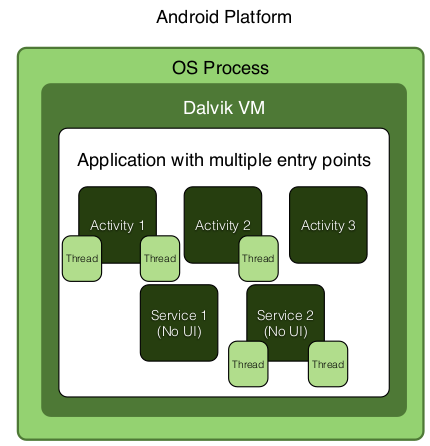 Android Platform
OS Process
Dalvik VM
Application with multiple entry points
Activity 1
Activity 2
Activity 3
Thread
Thread
Thread
Service 1
(No UI)
Service 2
(No UI)
Thread
Thread